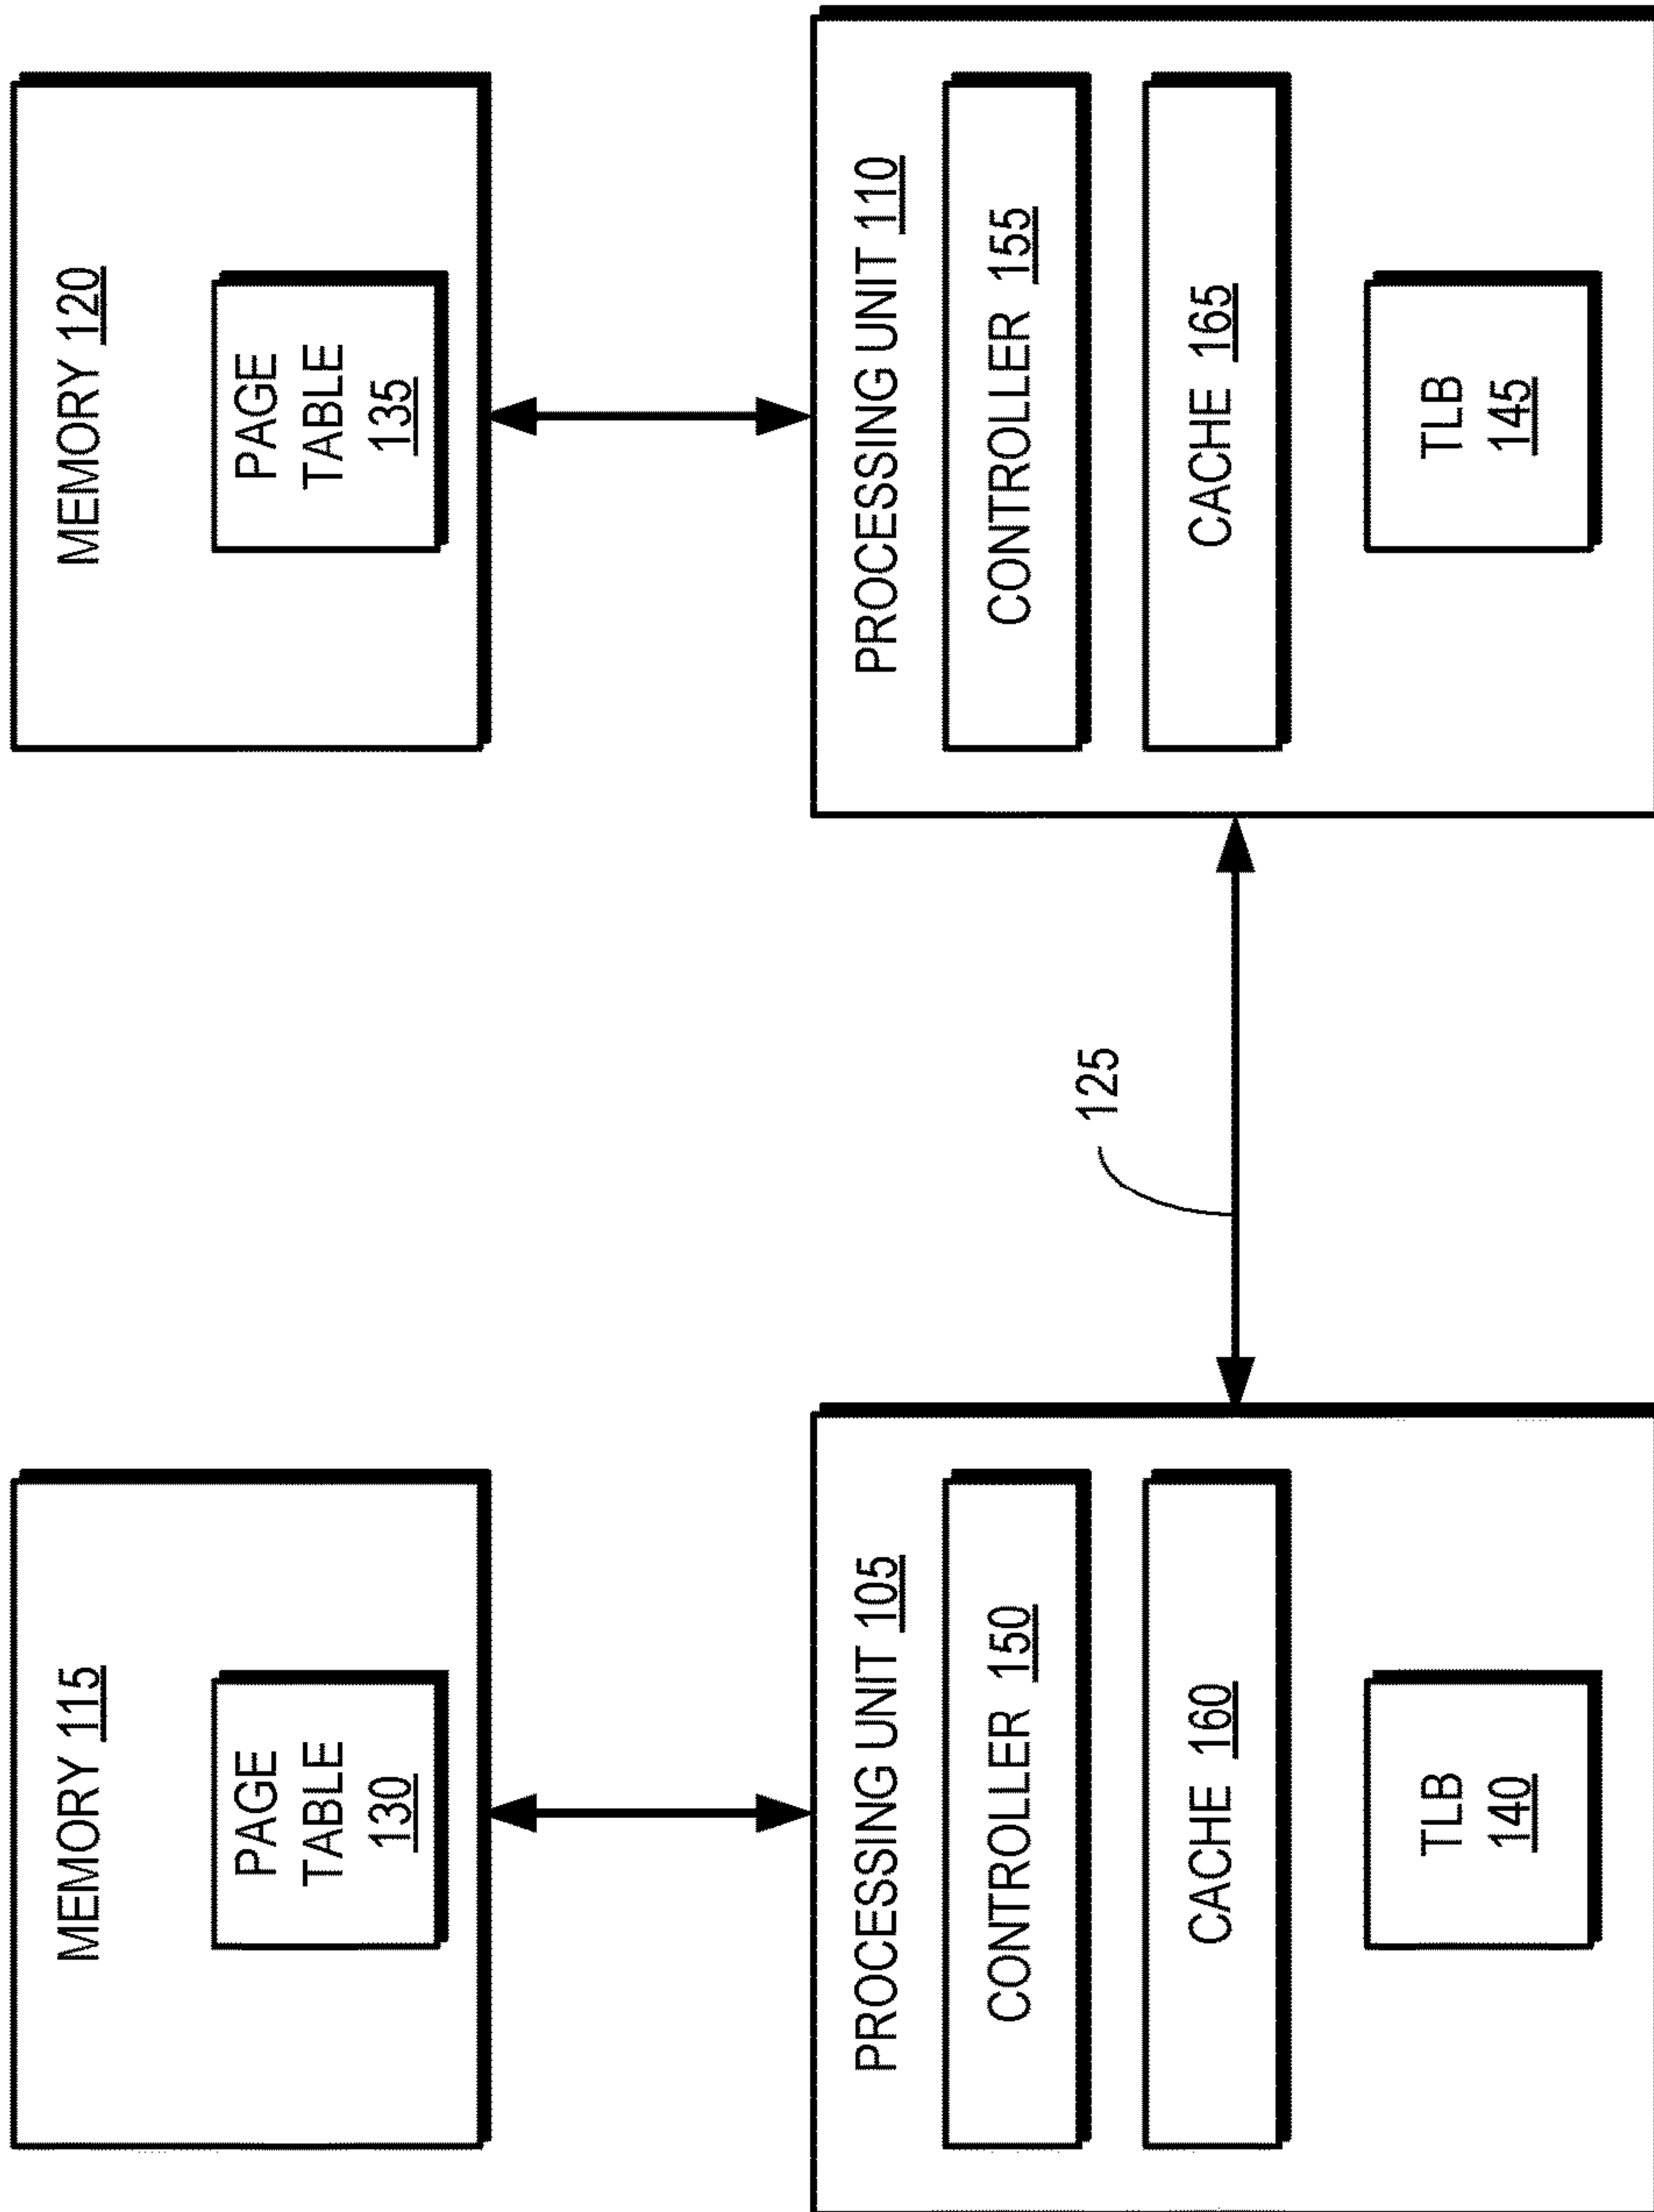 MEMORY 115
PAGE
TABLE
130
PROCESSING UNIT 105
CONTROLLER 150
CACHE 160
TLB
140
125
MEMORY 120
PAGE
TABLE
135
PROCESSING UNIT 110
CONTROLLER 155
CACHE 165
TLB
145